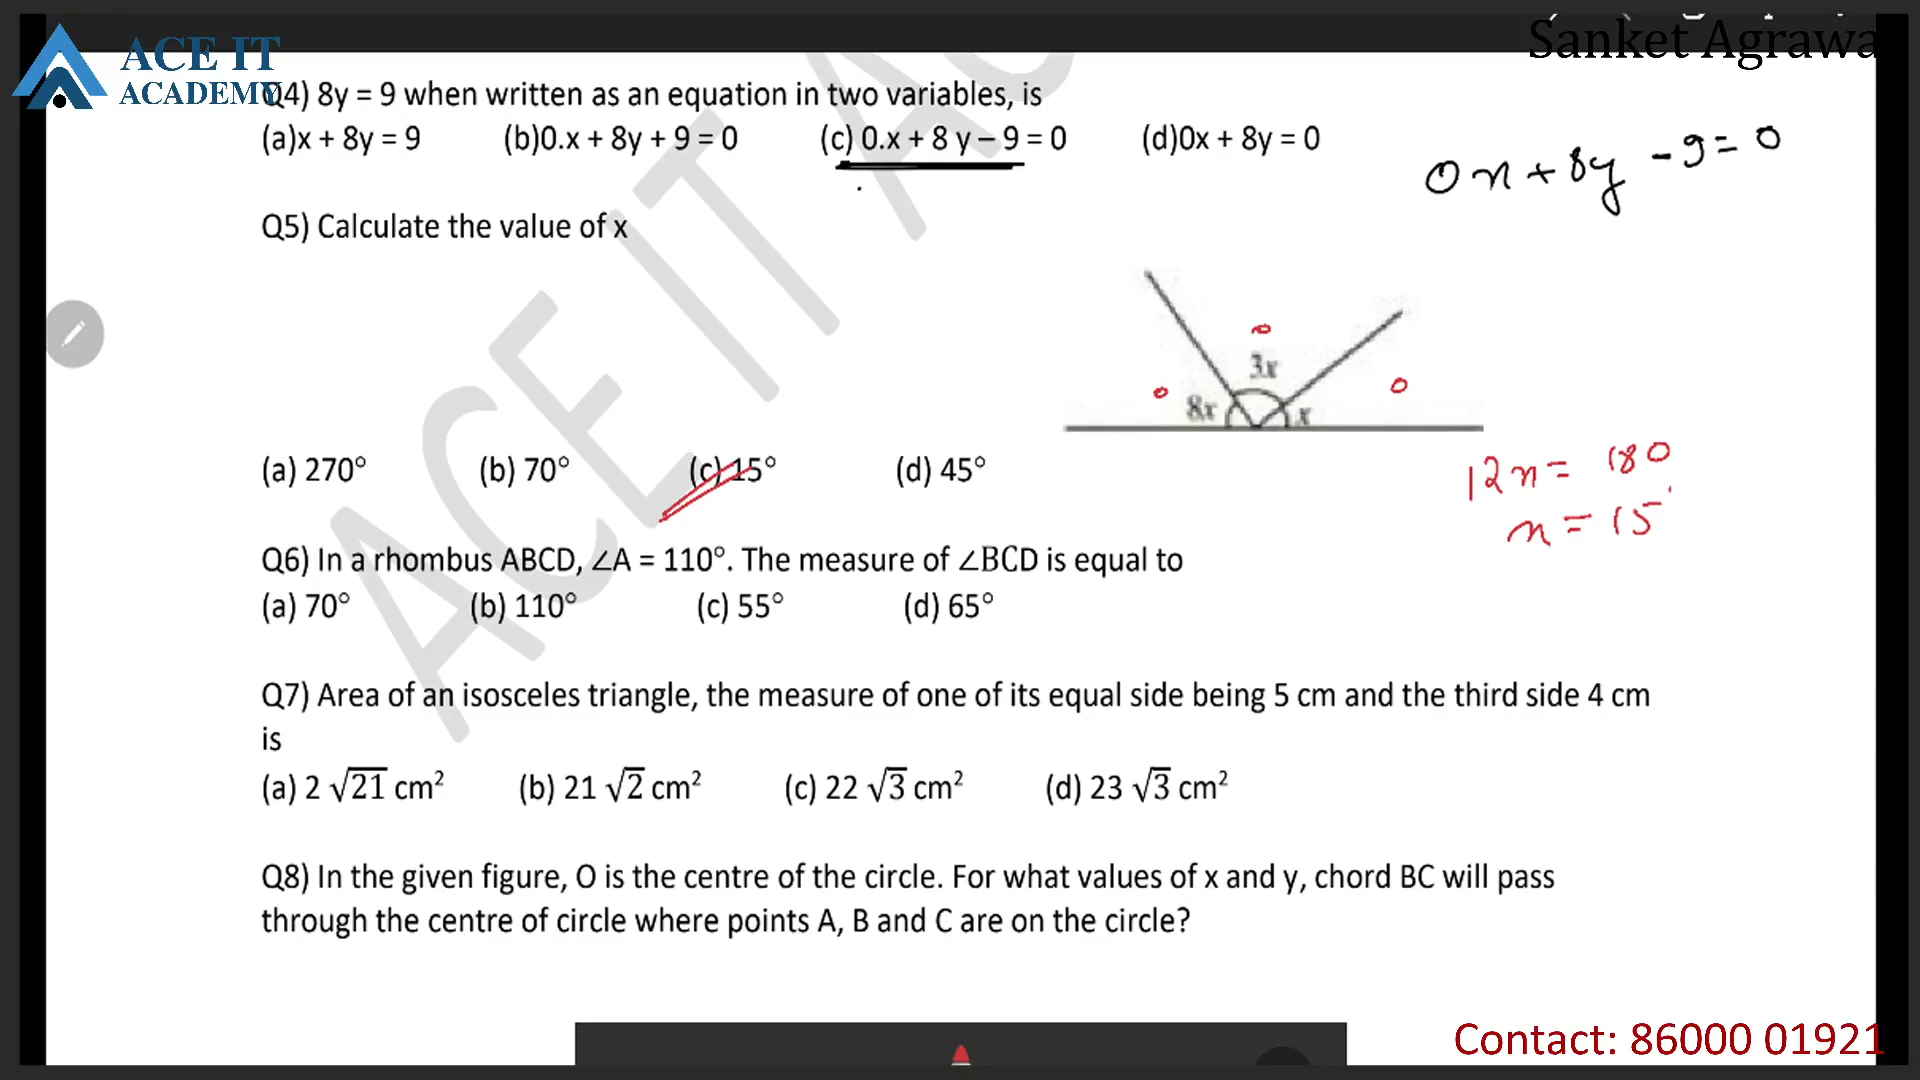 Sanket Agrawa
ACE IT
ACADEMY
Q4) 8y = 9 when written as an equation in two variables, is
(a)x + 8y = 9 (b)0.x + 8y + 9 = 0 (c) 0.x + 8 y – 9 = 0 (d)0x + 8y = 0
0x + 8y - 9 = 0
Q5) Calculate the value of x
3x
8x x
(a) 270° (b) 70° (c) 15° (d) 45°
12x = 180
x = 15
Q6) In a rhombus ABCD, ∠A = 110°. The measure of ∠BCD is equal to
(a) 70° (b) 110° (c) 55° (d) 65°
Q7) Area of an isosceles triangle, the measure of one of its equal side being 5 cm and the third side 4 cm
is
(a) 2 √21 cm² (b) 21 √2 cm² (c) 22 √3 cm² (d) 23 √3 cm²
Q8) In the given figure, O is the centre of the circle. For what values of x and y, chord BC will pass
through the centre of circle where points A, B and C are on the circle?
ACE IT AC
Contact: 86000 01921